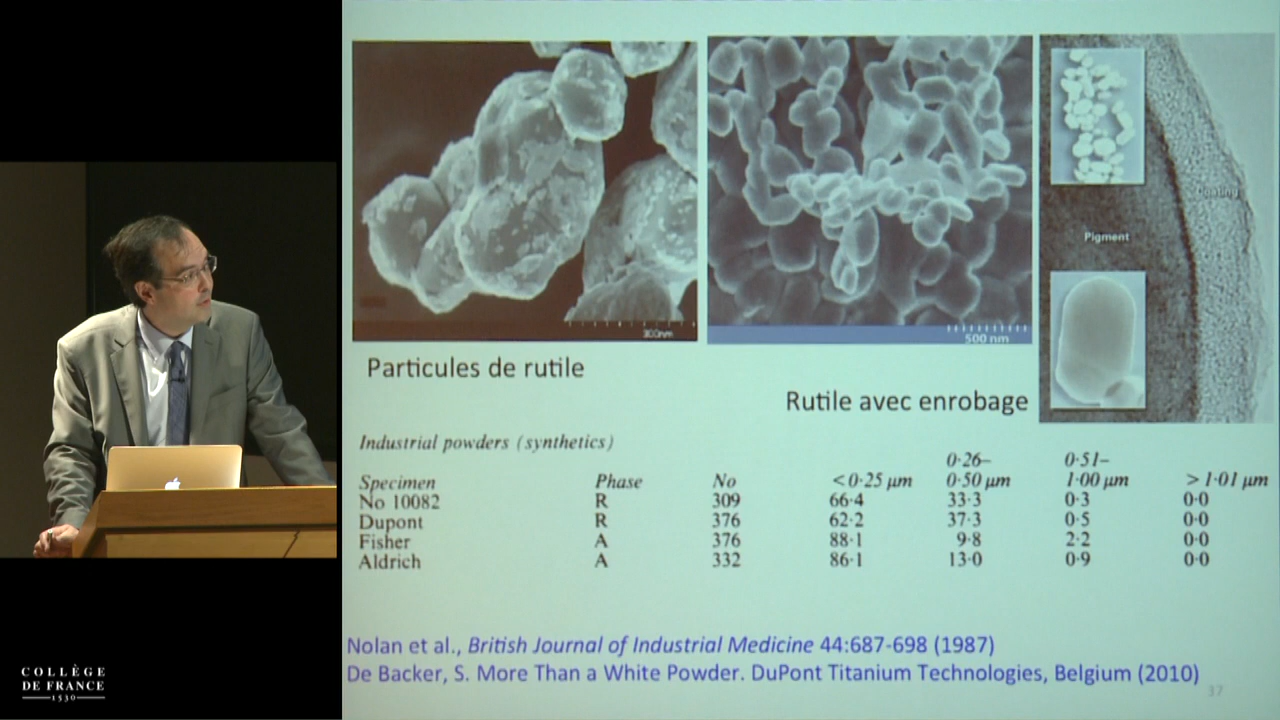 COLLÈGE
DE FRANCE
1530
300nm
500 nm
Coating
Pigment
Particules de rutile
Rutile avec enrobage
Industrial powders (synthetics)
Specimen Phase No <0·25 μm 0·26–0·50 μm 0·51–1·00 μm >1·01 μm
No 10082 R 309 66·4 33·3 0·3 0·0
Dupont R 376 62·2 37·3 0·5 0·0
Fisher A 376 88·1 9·8 2·2 0·0
Aldrich A 332 86·1 13·0 0·9 0·0
Nolan et al., British Journal of Industrial Medicine 44:687-698 (1987)
De Backer, S. More Than a White Powder. DuPont Titanium Technologies, Belgium (2010)
37